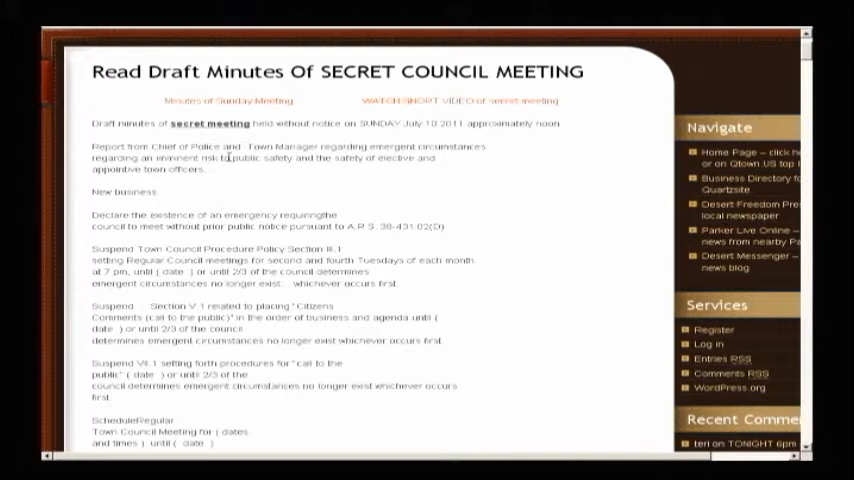 Read Draft Minutes Of SECRET COUNCIL MEETING
Minutes of Sunday Meeting WATCH SHORT VIDEO of secret meeting
Draft minutes of secret meeting held without notice on SUNDAY July 10 2011 approximately noon
Report from Chief of Police and Town Manager regarding emergent circumstances
regarding an imminent risk to public safety and the safety of elective and
appointive town officers.
New business:
Declare the existence of an emergency requiringthe
council to meet without prior public notice pursuant to A.R.S. 38-431.02(D)
Suspend Town Council Procedure Policy Section III.1
setting Regular Council meetings for second and fourth Tuesdays of each month
at 7 pm, until ( date ) or until 2/3 of the council determines
emergent circumstances no longer exist... whichever occurs first.
Suspend ... Section V.1 related to placing "Citizens
Comments (call to the public)" in the order of business and agenda until (
date ) or until 2/3 of the council
determines emergent circumstances no longer exist whichever occurs first.
Suspend VII.1 setting forth procedures for "call to the
public" ( date ) or until 2/3 of the
council determines emergent circumstances no longer exist whichever occurs
first.
ScheduleRegular
Town Council Meeting for ( dates
and times ) until ( date )
Navigate
Home Page – click h
or on Qtown.US top l
Business Directory fo
Quartzsite
Desert Freedom Pre
local newspaper
Parker Live Online –
news from nearby Pa
Desert Messenger –
news blog
Services
Register
Log in
Entries RSS
Comments RSS
WordPress.org
Recent Comme
teri on TONIGHT 6pm